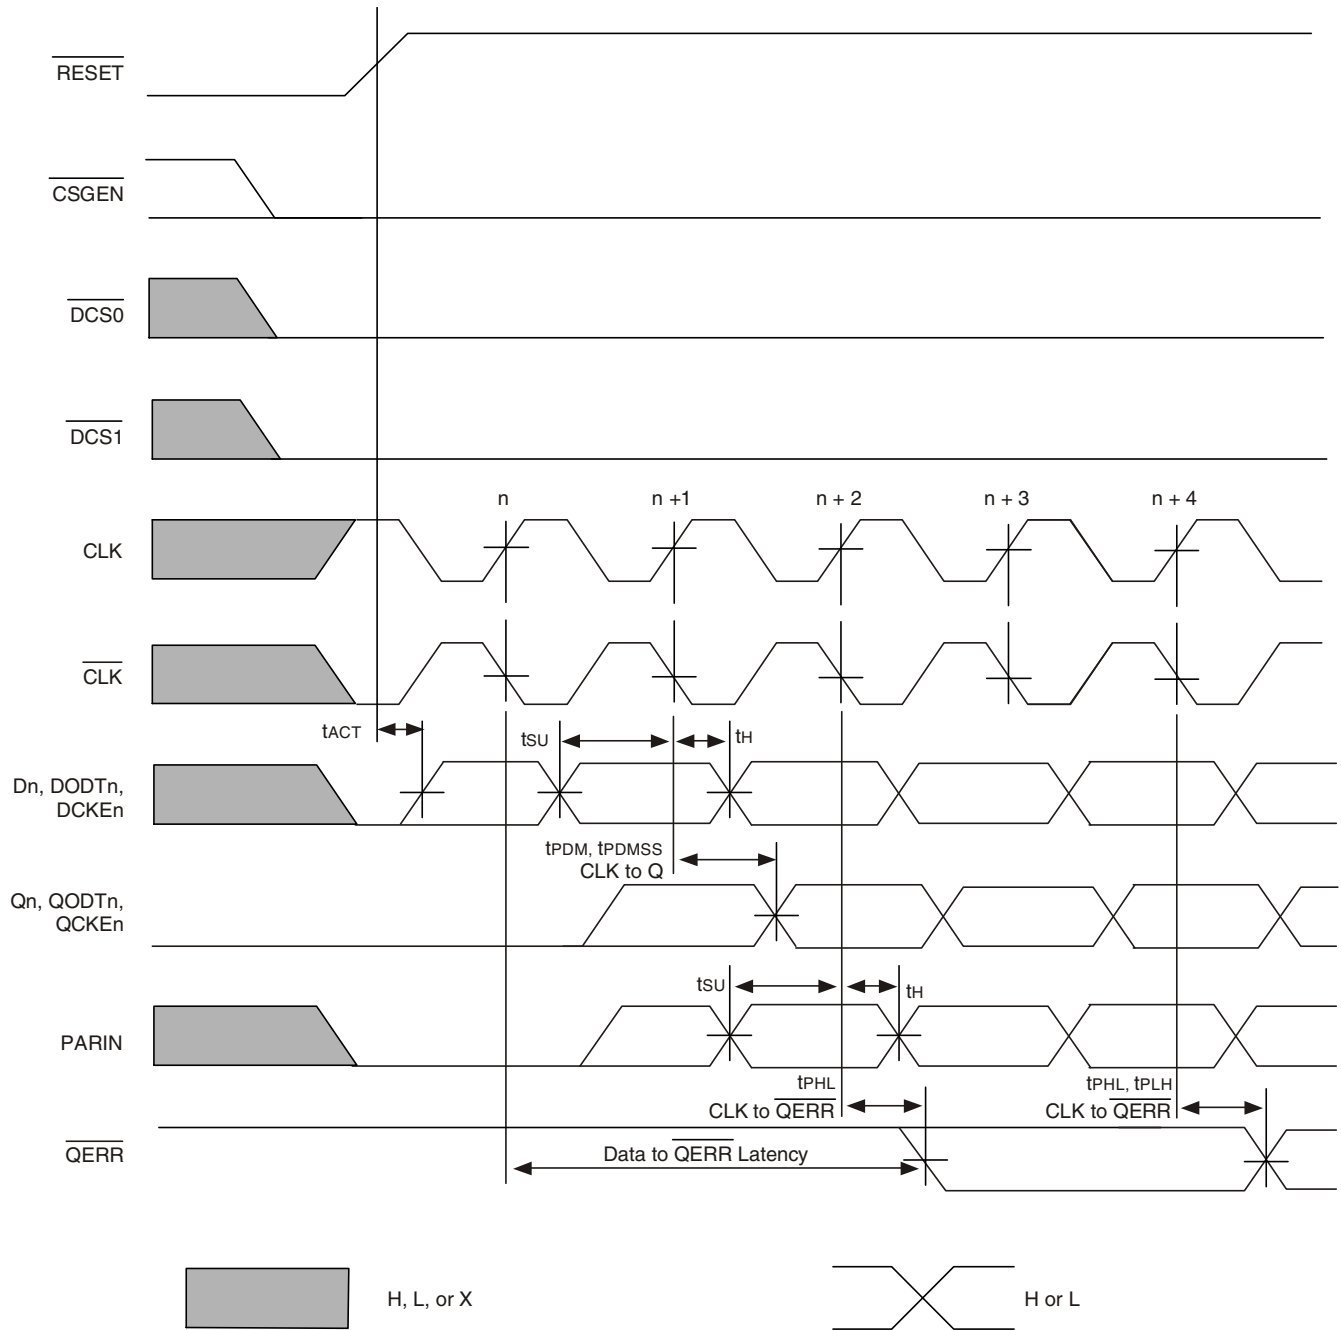 RESET
CSGEN
DCS0
DCS1
n
n +1
n + 2
n + 3
n + 4
CLK
CLK
tACT
tSU
tH
Dn, DODTn,
DCKEn
tPDM, tPDMSS
CLK to Q
Qn, QODTn,
QCKEn
tSU
tH
PARIN
tPHL
CLK to QERR
tPHL, tPLH
CLK to QERR
QERR
Data to QERR Latency
H, L, or X
H or L